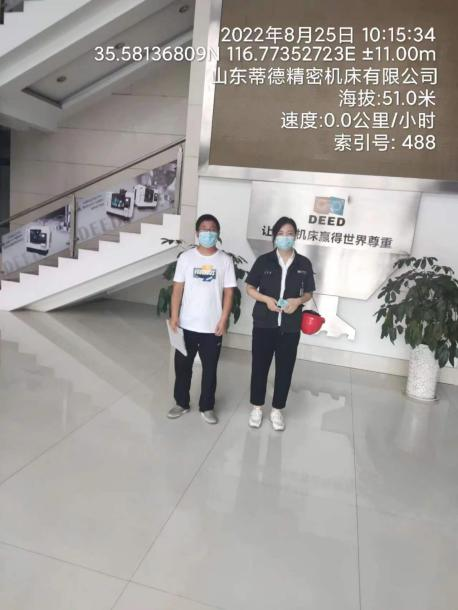 2022年8月25日 10:15:34
35.58136809N 116.77352723E ±11.00m
山东蒂德精密机床有限公司
海拔:51.0米
速度:0.0公里/小时
索引号: 488
DEED
让 机床赢得世界尊重
DEED